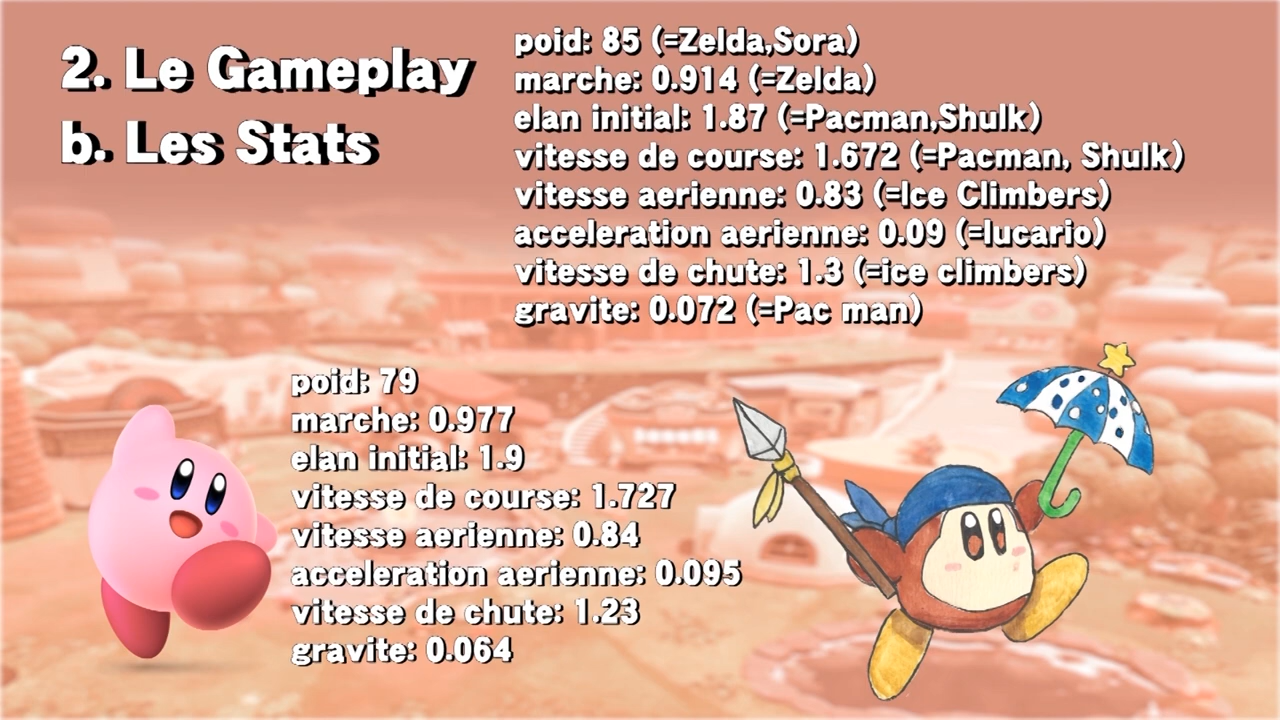 2. Le Gameplay
b. Les Stats
poid: 85 (=Zelda,Sora)
marche: 0.914 (=Zelda)
elan initial: 1.87 (=Pacman,Shulk)
vitesse de course: 1.672 (=Pacman, Shulk)
vitesse aerienne: 0.83 (=Ice Climbers)
acceleration aerienne: 0.09 (=lucario)
vitesse de chute: 1.3 (=ice climbers)
gravite: 0.072 (=Pac man)
poid: 79
marche: 0.977
elan initial: 1.9
vitesse de course: 1.727
vitesse aerienne: 0.84
acceleration aerienne: 0.095
vitesse de chute: 1.23
gravite: 0.064